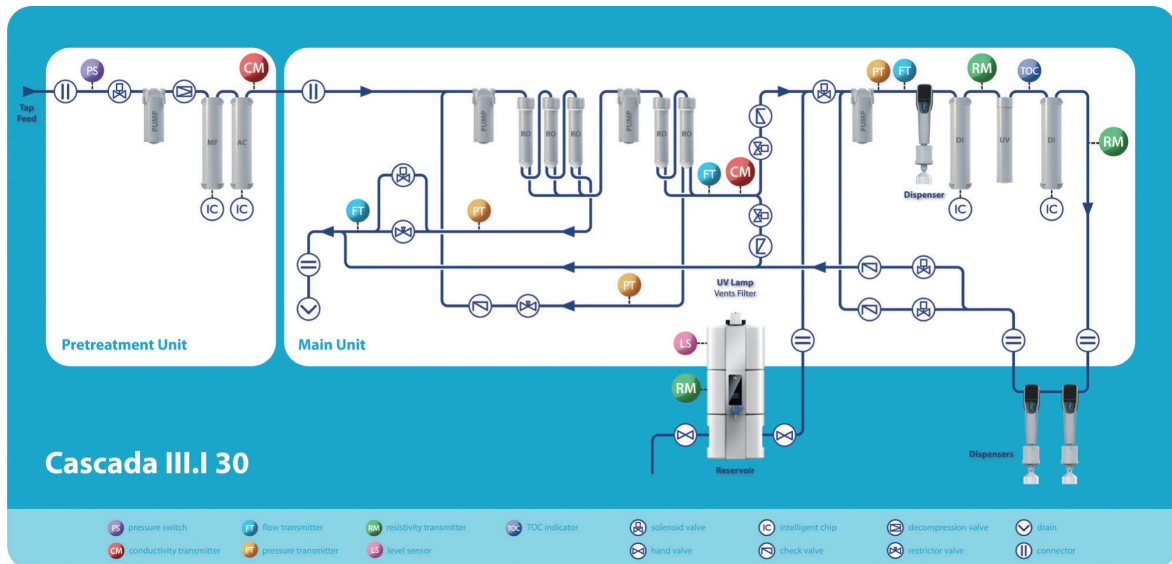 PS
CM
Tap
Feed
PUMP
MF
AC
IC
IC
Pretreatment Unit
PUMP
RO
RO
RO
PUMP
RO
RO
FT
CM
PT
FT
RM
TOC
PUMP
DI
UV
DI
RM
Dispenser
IC
IC
FT
PT
PT
UV Lamp
Vents Filter
Main Unit
LS
RM
Reservoir
Dispensers
Cascada III.I 30
PS pressure switch
FT flow transmitter
RM resistivity transmitter
TOC TOC indicator
solenoid valve
IC intelligent chip
decompression valve
drain
CM conductivity transmitter
PT pressure transmitter
LS level sensor
hand valve
check valve
restrictor valve
connector